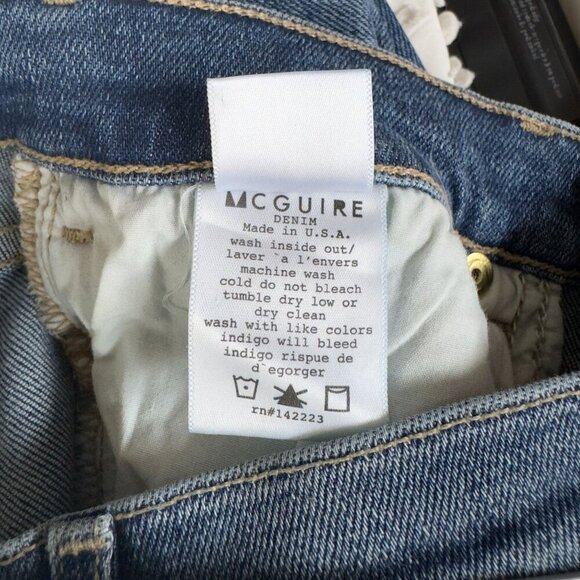 MCGUIRE
DENIM
Made in U.S.A.
wash inside out/
laver `a l'envers
machine wash
cold do not bleach
tumble dry low or
dry clean
wash with like colors
indigo will bleed
indigo rispue de
d`egorger
rn#142223